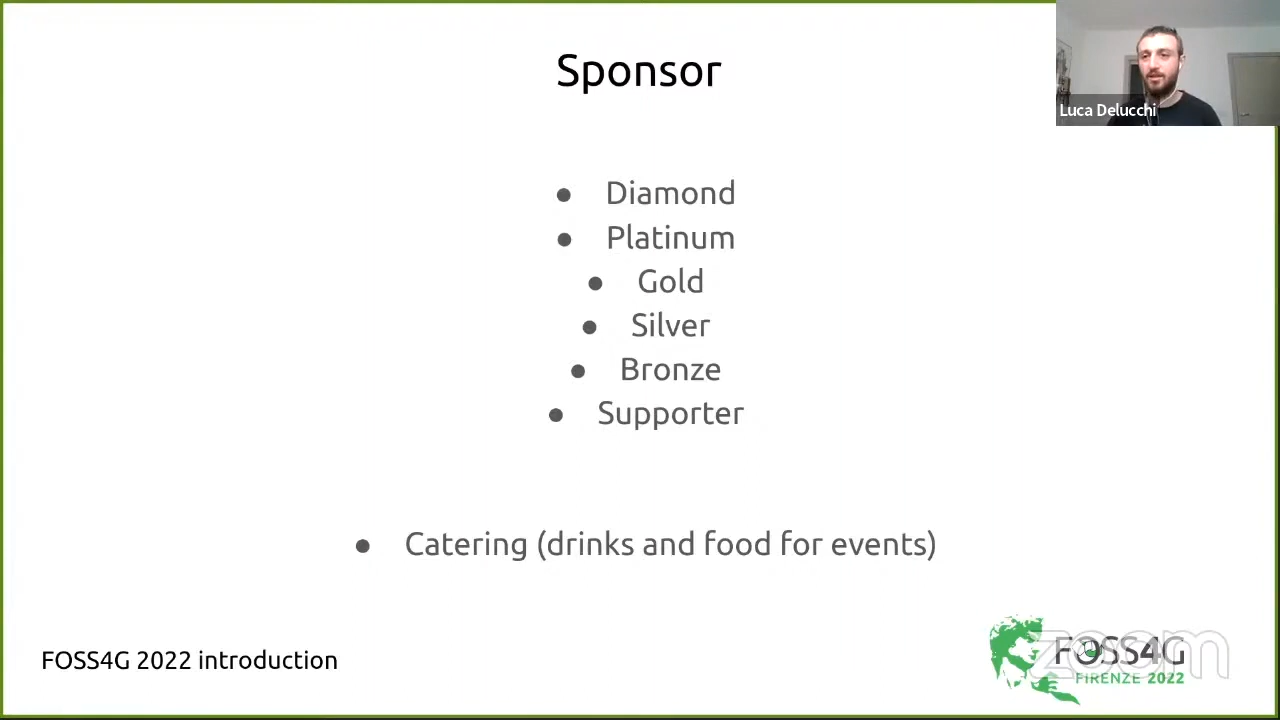 Sponsor
Luca Delucchi
● Diamond
● Platinum
● Gold
● Silver
● Bronze
● Supporter
● Catering (drinks and food for events)
FOSS4G 2022 introduction
FOSS4G
FIRENZE 2022
zoom